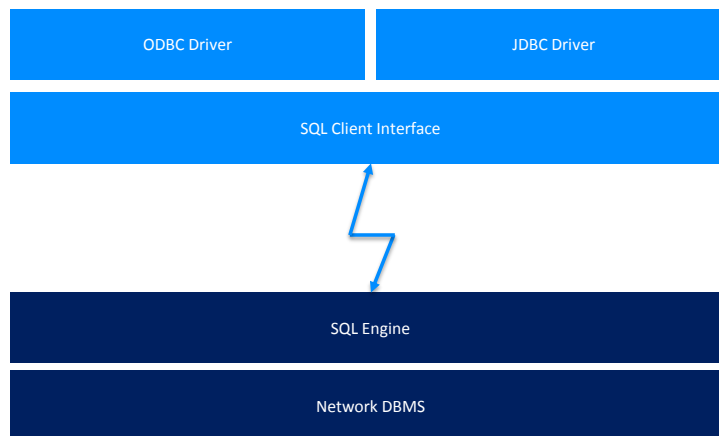 ODBC Driver
JDBC Driver
SQL Client Interface
SQL Engine
Network DBMS